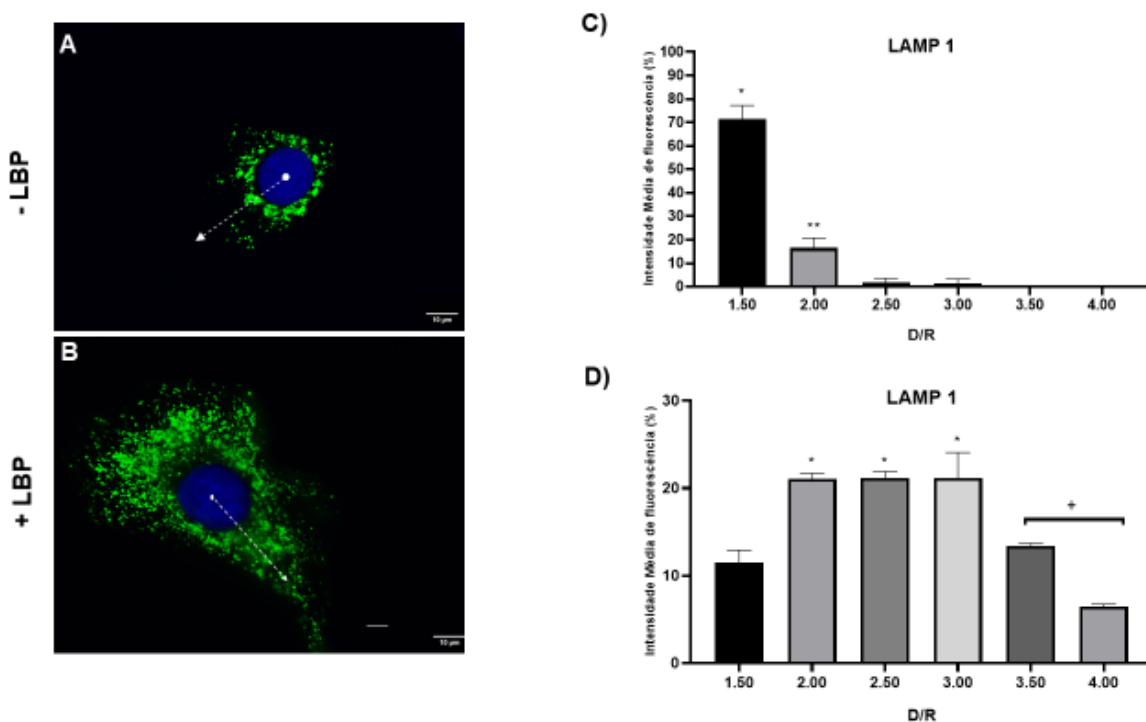 A
- LBP
10 µm
B
+ LBP
10 µm
C)
LAMP 1
Intensidade Média de fluorescência (%)
100
90
80
70
60
50
40
30
20
10
0
*
**
1.50 2.00 2.50 3.00 3.50 4.00
D/R
D)
LAMP 1
Intensidade Média de fluorescência (%)
30
20
10
0
* * *
+
1.50 2.00 2.50 3.00 3.50 4.00
D/R